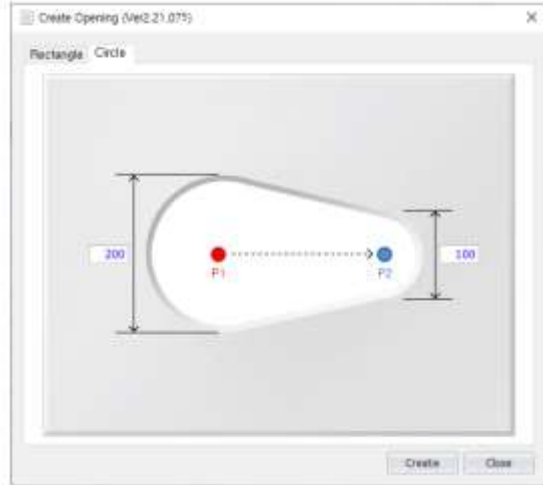 Create Opening (Ver2.21.075)
Rectangle
Circle
200
100
P1
P2
Create
Close